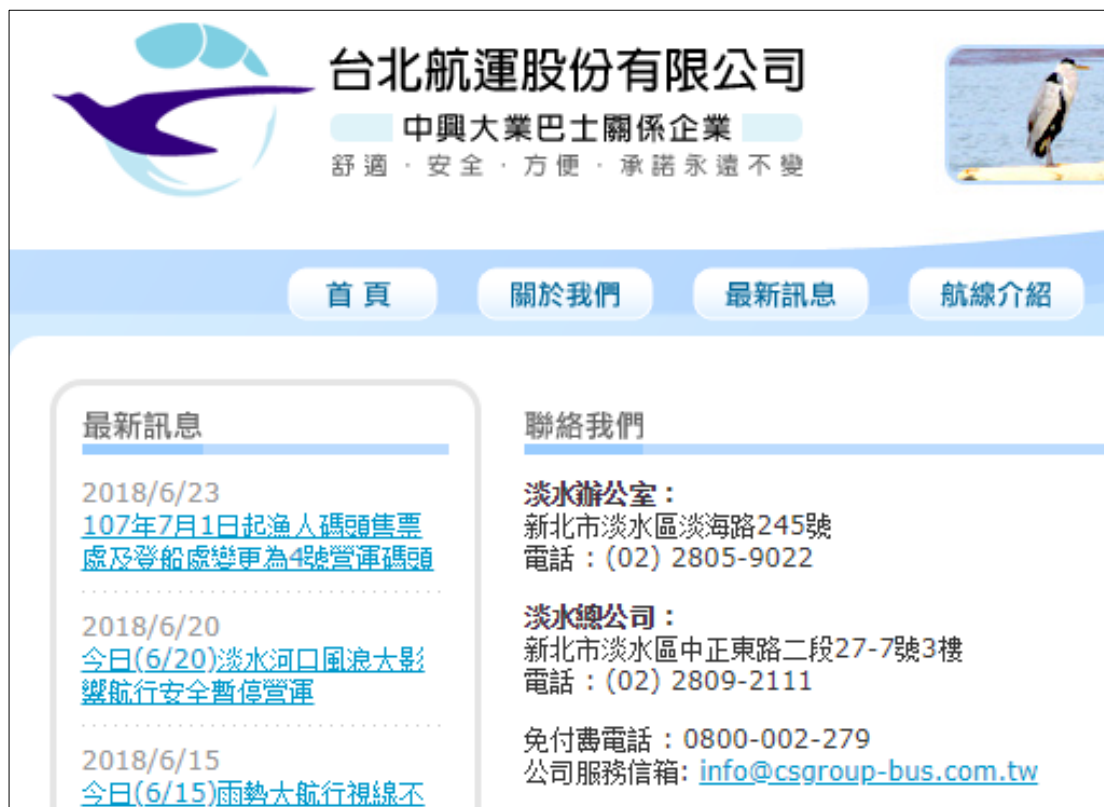 台北航運股份有限公司
中興大業巴士關係企業
舒適．安全．方便．承諾永遠不變
首頁
關於我們
最新訊息
航線介紹
最新訊息
2018/6/23
107年7月1日起漁人碼頭售票
處及登船處變更為4號營運碼頭
2018/6/20
今日(6/20)淡水河口風浪大影
響航行安全暫停營運
2018/6/15
今日(6/15)雨勢大航行視線不
聯絡我們
淡水辦公室：
新北市淡水區淡海路245號
電話：(02) 2805-9022
淡水總公司：
新北市淡水區中正東路二段27-7號3樓
電話：(02) 2809-2111
免付費電話：0800-002-279
公司服務信箱: info@csgroup-bus.com.tw